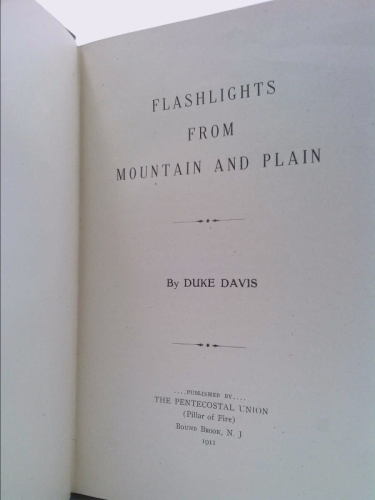 FLASHLIGHTS
FROM
MOUNTAIN AND PLAIN
By DUKE DAVIS
....PUBLISHED BY....
THE PENTECOSTAL UNION
(Pillar of Fire)
BOUND BROOK, N. J.
1911